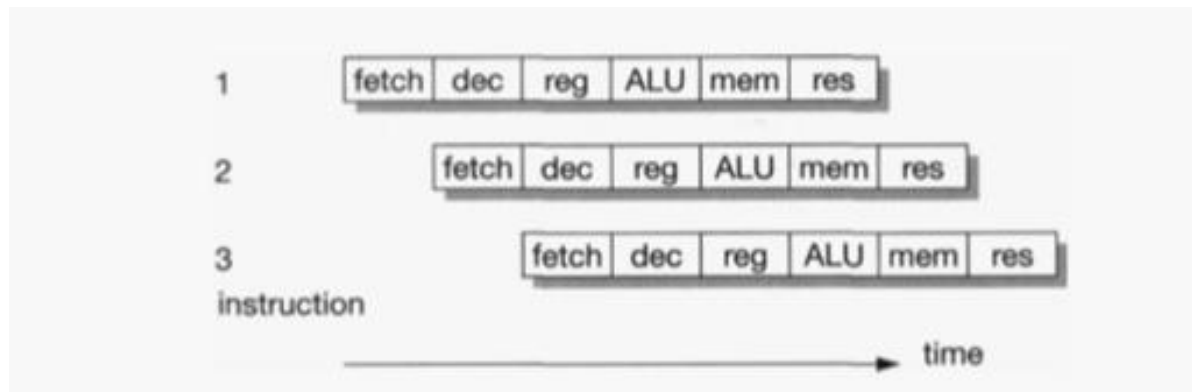 1 fetch dec reg ALU mem res
2 fetch dec reg ALU mem res
3 fetch dec reg ALU mem res
instruction
time